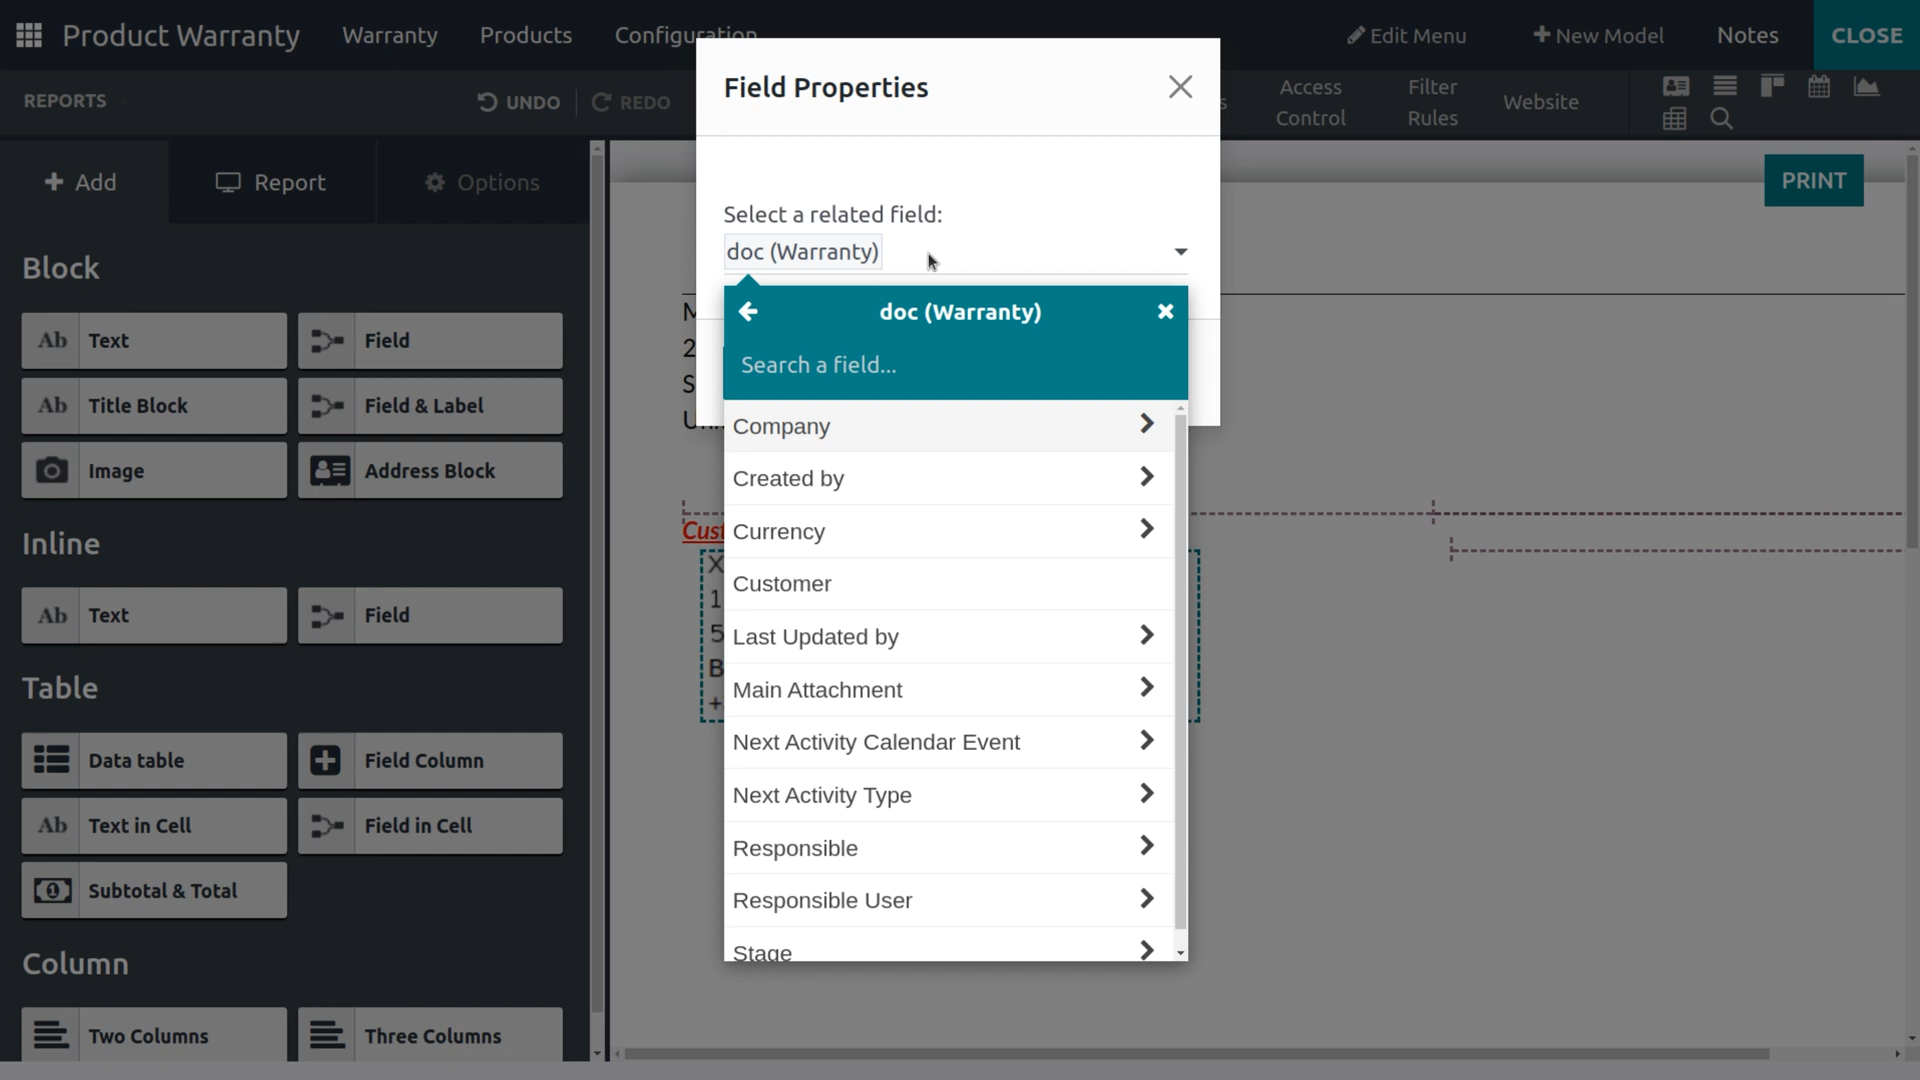 Product Warranty
Warranty
Products
Configuration
Edit Menu
New Model
Notes
CLOSE
REPORTS
UNDO
REDO
Access
Control
Filter
Rules
Website
Add
Report
Options
PRINT
Block
Ab Text
Field
Ab Title Block
Field & Label
Image
Address Block
Inline
Ab Text
Field
Table
Data table
Field Column
Ab Text in Cell
Field in Cell
Subtotal & Total
Column
Two Columns
Three Columns
Field Properties
Select a related field:
doc (Warranty)
doc (Warranty)
Search a field...
Company
Created by
Currency
Customer
Last Updated by
Main Attachment
Next Activity Calendar Event
Next Activity Type
Responsible
Responsible User
Stage